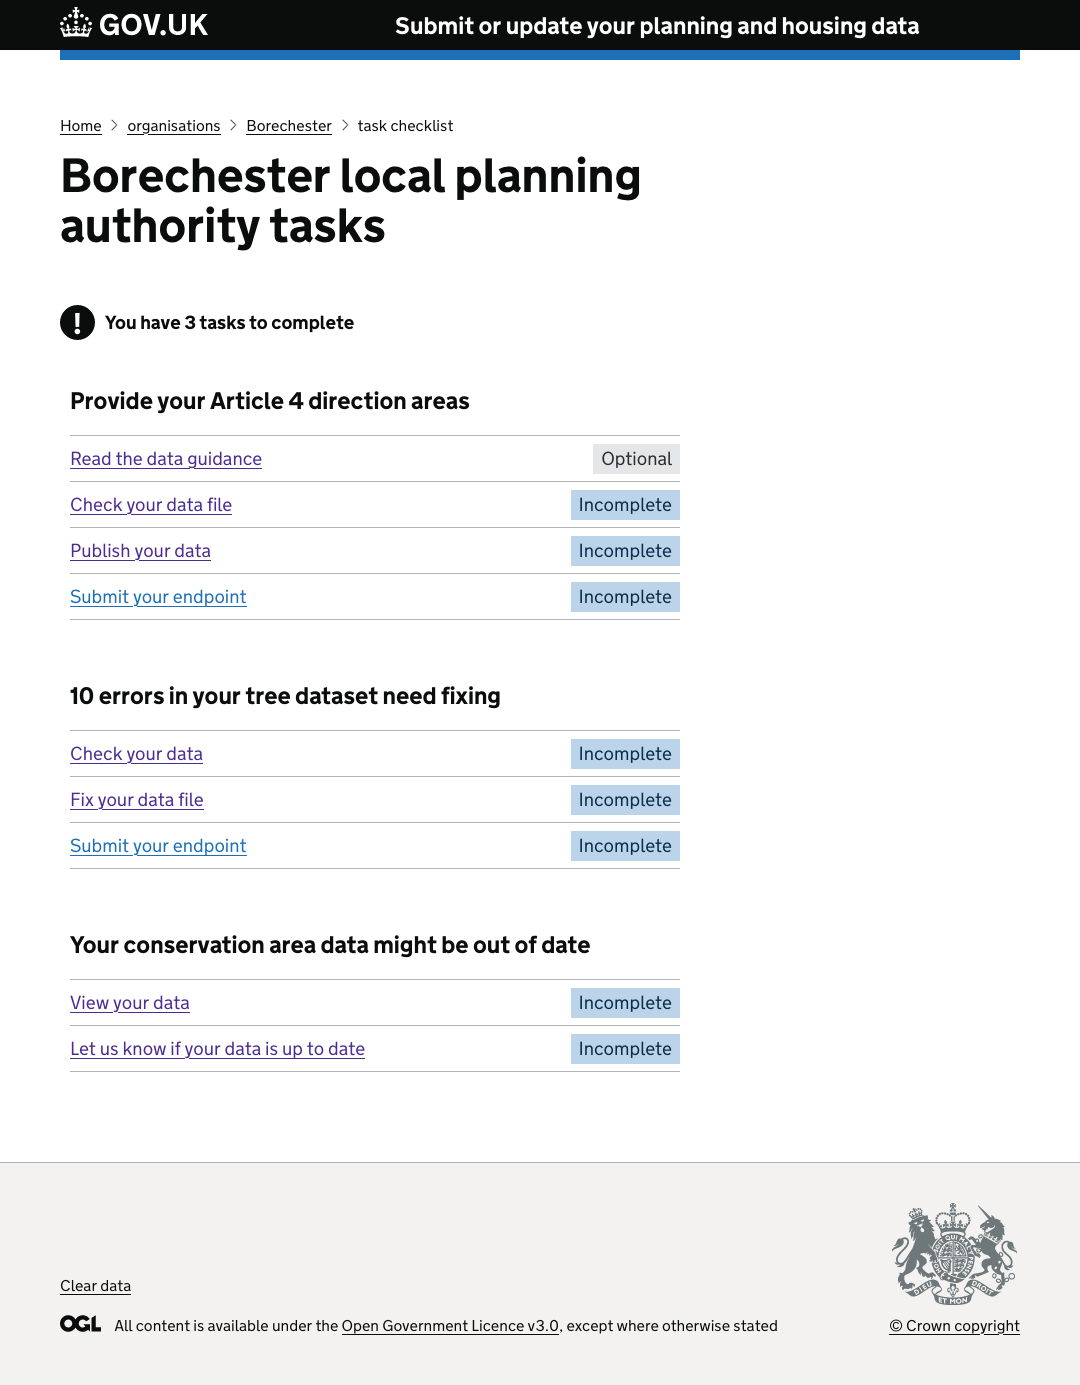 GOV.UK Submit or update your planning and housing data
Home > organisations > Borechester > task checklist
Borechester local planning
authority tasks
! You have 3 tasks to complete
Provide your Article 4 direction areas
Read the data guidance Optional
Check your data file Incomplete
Publish your data Incomplete
Submit your endpoint Incomplete
10 errors in your tree dataset need fixing
Check your data Incomplete
Fix your data file Incomplete
Submit your endpoint Incomplete
Your conservation area data might be out of date
View your data Incomplete
Let us know if your data is up to date Incomplete
Clear data
DIEU ET MON DROIT
OGL All content is available under the Open Government Licence v3.0, except where otherwise stated © Crown copyright